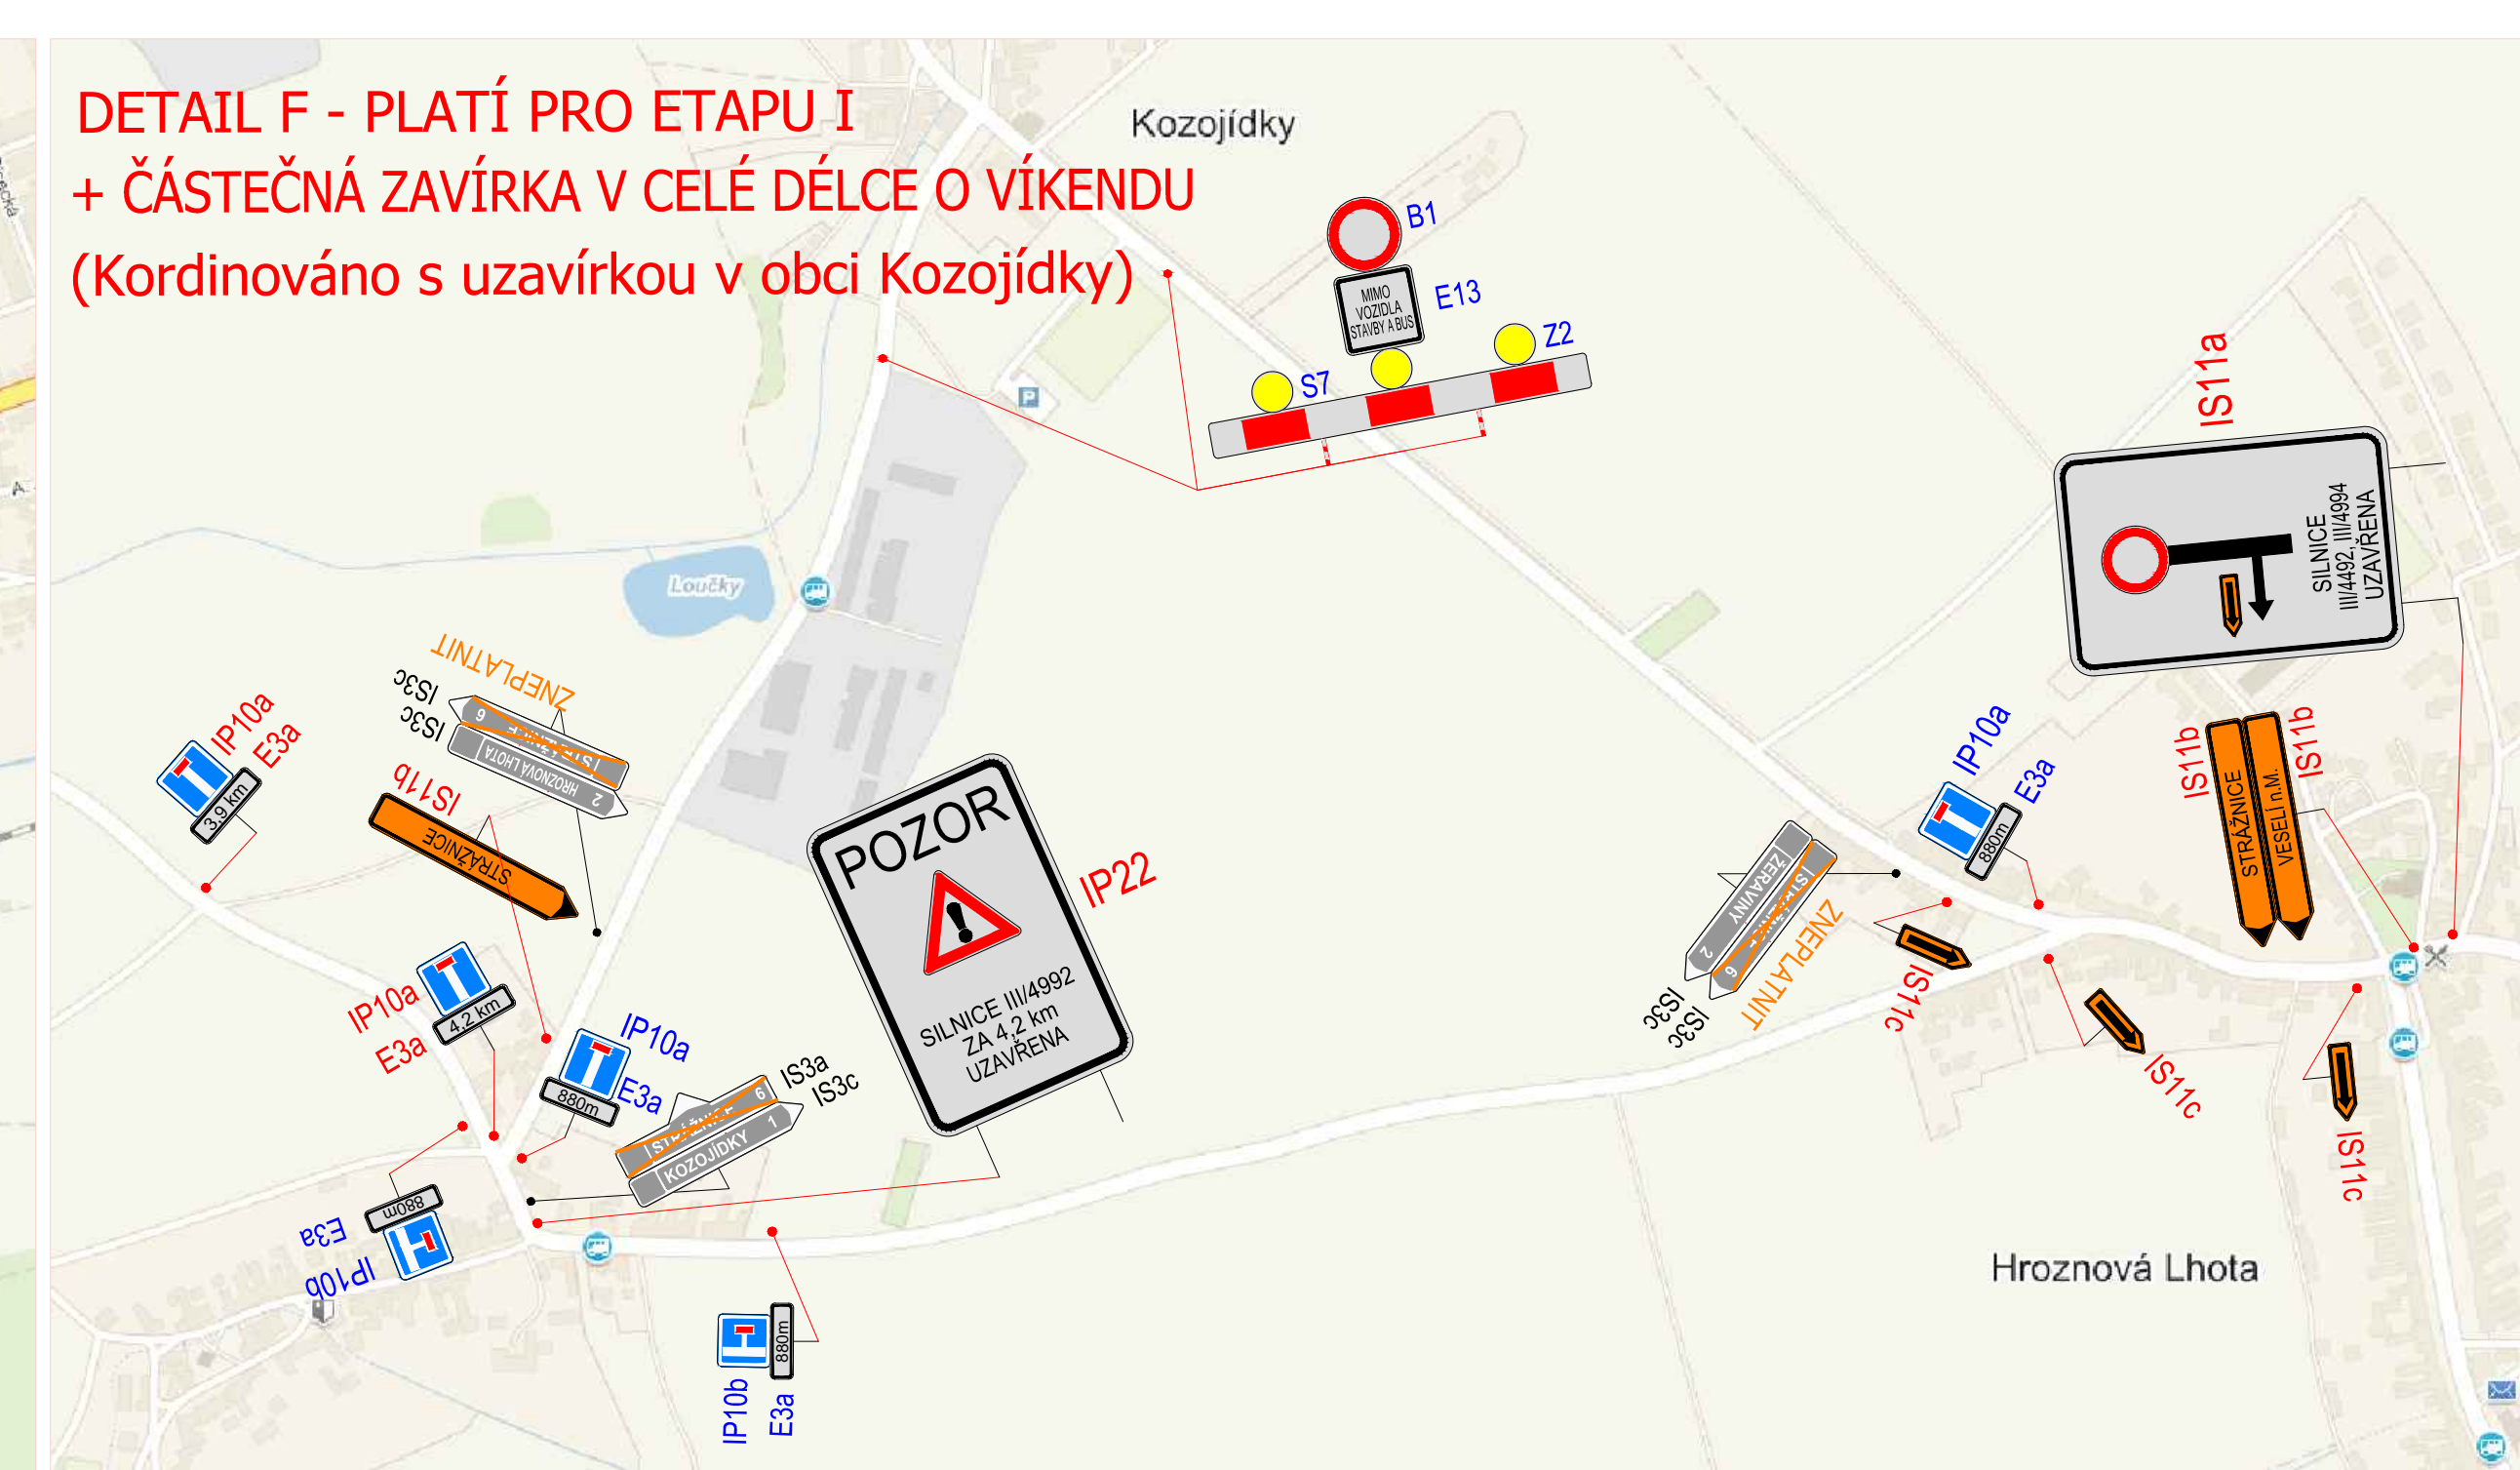 DETAIL F - PLATÍ PRO ETAPU I
+ ČÁSTEČNÁ ZAVÍRKA V CELÉ DÉLCE O VÍKENDU
(Kordinováno s uzavírkou v obci Kozojídky)
Kozojídky
B1
MIMO
VOZIDLA
STAVBY A BUS
E13
S7
Z2
IS11a
SILNICE
III/4492, III/4994
UZAVŘENA
Loučky
P
A
ZNEPLATNIT
IS3c
IS3c
6
STRÁŽNICE
HROZNOVÁ LHOTA
2
IP10a
E3a
3,9 km
IS11b
STRÁŽNICE
POZOR
SILNICE III/4992
ZA 4,2 km
UZAVŘENA
IP22
IP10a
E3a
4,2 km
IP10a
E3a
880m
STRÁŽNICE 6
KOZOJÍDKY 1
IS3a
IS3c
880m
E3a
IP10b
IP10b
E3a
880m
ŽERAVINY 2
STRÁŽNICE 6
ZNEPLATNIT
IS3c
IS3c
IP10a
E3a
880m
IS11b
STRÁŽNICE
VESELÍ n.M.
IS11b
IS11c
IS11c
IS11c
Hroznová Lhota